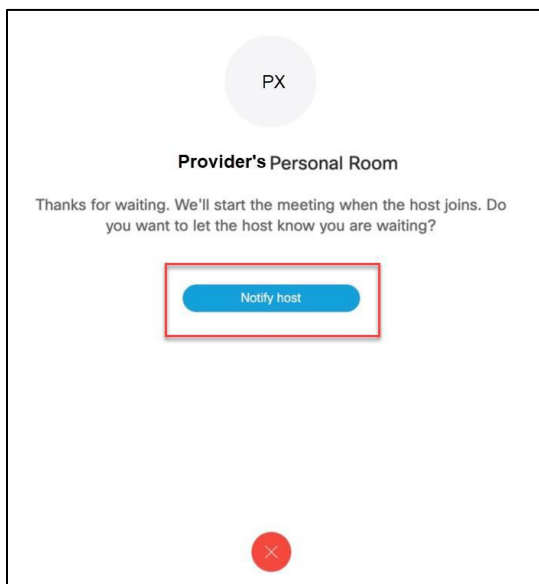 PX
Provider's Personal Room
Thanks for waiting. We'll start the meeting when the host joins. Do
you want to let the host know you are waiting?
Notify host